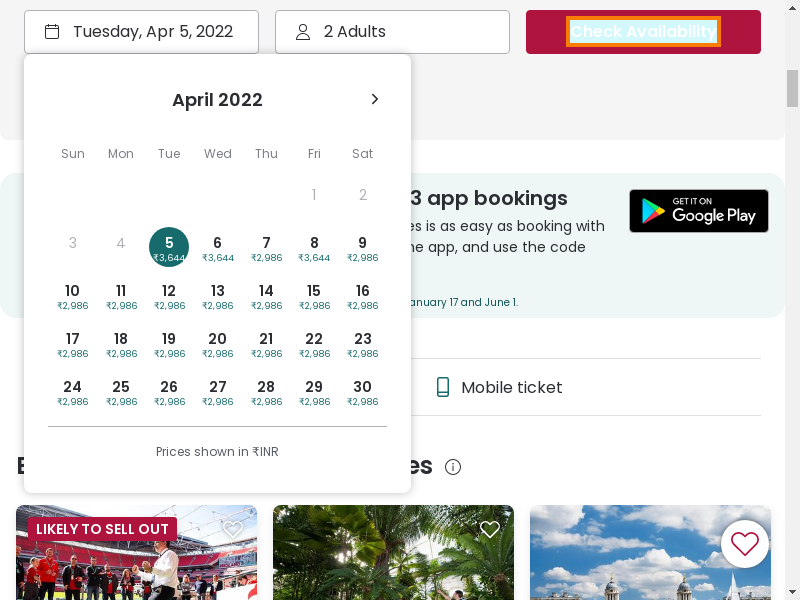 Tuesday, Apr 5, 2022
2 Adults
Check Availability
April 2022
Sun Mon Tue Wed Thu Fri Sat
1 2
3 4 5 6 7 8 9
₹3,644 ₹3,644 ₹2,986 ₹3,644 ₹2,986
10 11 12 13 14 15 16
₹2,986 ₹2,986 ₹2,986 ₹2,986 ₹2,986 ₹2,986 ₹2,986
17 18 19 20 21 22 23
₹2,986 ₹2,986 ₹2,986 ₹2,986 ₹2,986 ₹2,986 ₹2,986
24 25 26 27 28 29 30
₹2,986 ₹2,986 ₹2,986 ₹2,986 ₹2,986 ₹2,986 ₹2,986
Prices shown in ₹INR
3 app bookings
es is as easy as booking with
app, and use the code
anuary 17 and June 1.
GET IT ON
Google Play
Mobile ticket
es
LIKELY TO SELL OUT